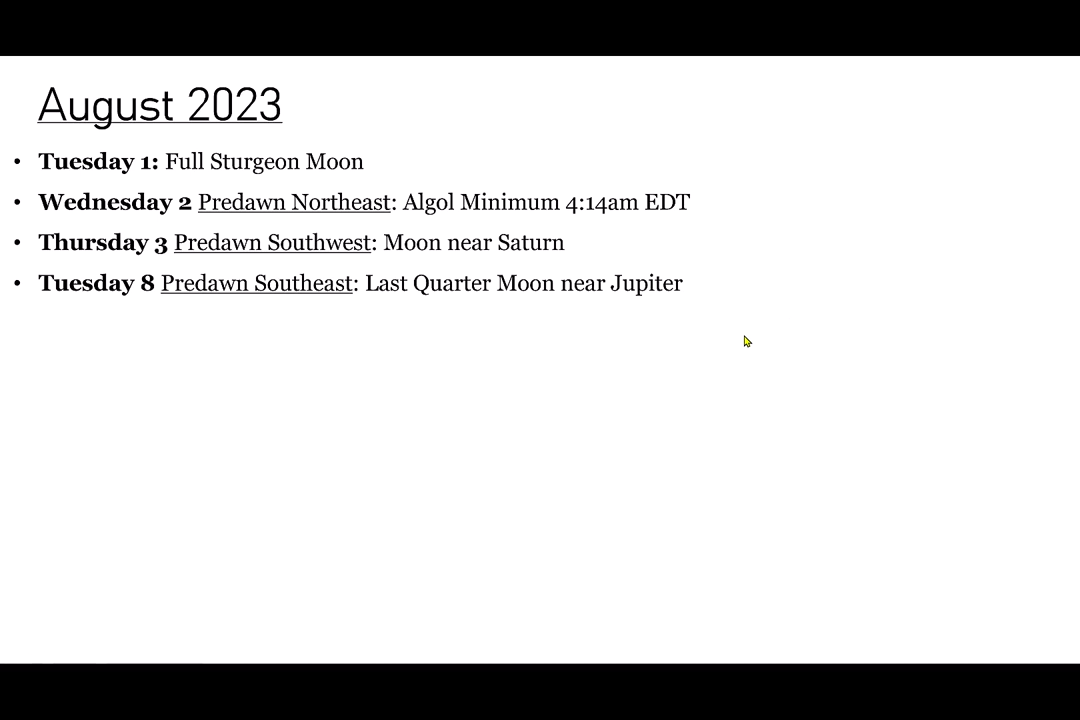 August 2023
• Tuesday 1: Full Sturgeon Moon
• Wednesday 2 Predawn Northeast: Algol Minimum 4:14am EDT
• Thursday 3 Predawn Southwest: Moon near Saturn
• Tuesday 8 Predawn Southeast: Last Quarter Moon near Jupiter